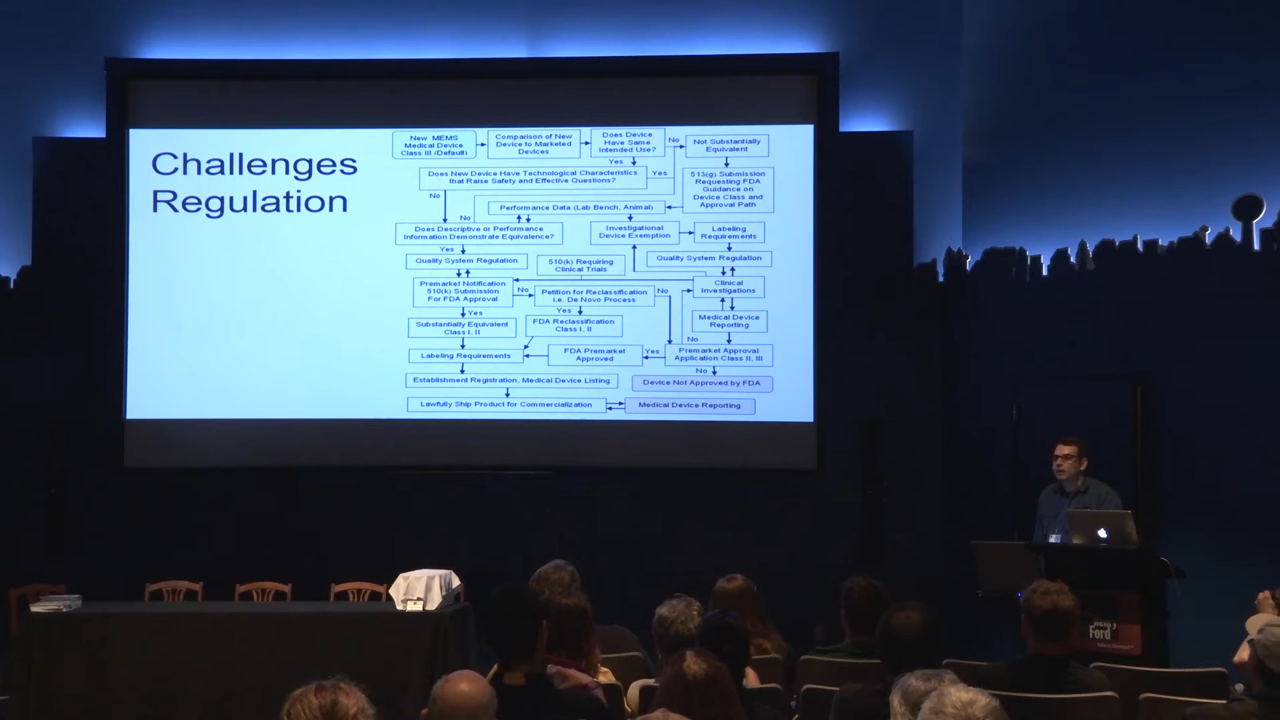 Challenges
Regulation
New MEMS
Medical Device
Class III (Default)
Comparison of New
Device to Marketed
Devices
Does Device
Have Same
Intended Use?
No
Not Substantially
Equivalent
Yes
Does New Device Have Technological Characteristics
that Raise Safety and Effective Questions?
Yes
513(g) Submission
Requesting FDA
Guidance on
Device Class and
Approval Path
No
No
Performance Data (Lab Bench, Animal)
Does Descriptive or Performance
Information Demonstrate Equivalence?
Investigational
Device Exemption
Labeling
Requirements
Yes
Quality System Regulation
510(k) Requiring
Clinical Trials
Quality System Regulation
Premarket Notification
510(k) Submission
For FDA Approval
No
Petition for Reclassification
i.e. De Novo Process
No
Clinical
Investigations
Yes
Yes
Substantially Equivalent
Class I, II
FDA Reclassification
Class I, II
Medical Device
Reporting
No
Labeling Requirements
FDA Premarket
Approved
Yes
Premarket Approval
Application Class II, III
No
Establishment Registration, Medical Device Listing
Device Not Approved by FDA
Lawfully Ship Product for Commercialization
Medical Device Reporting
Ford